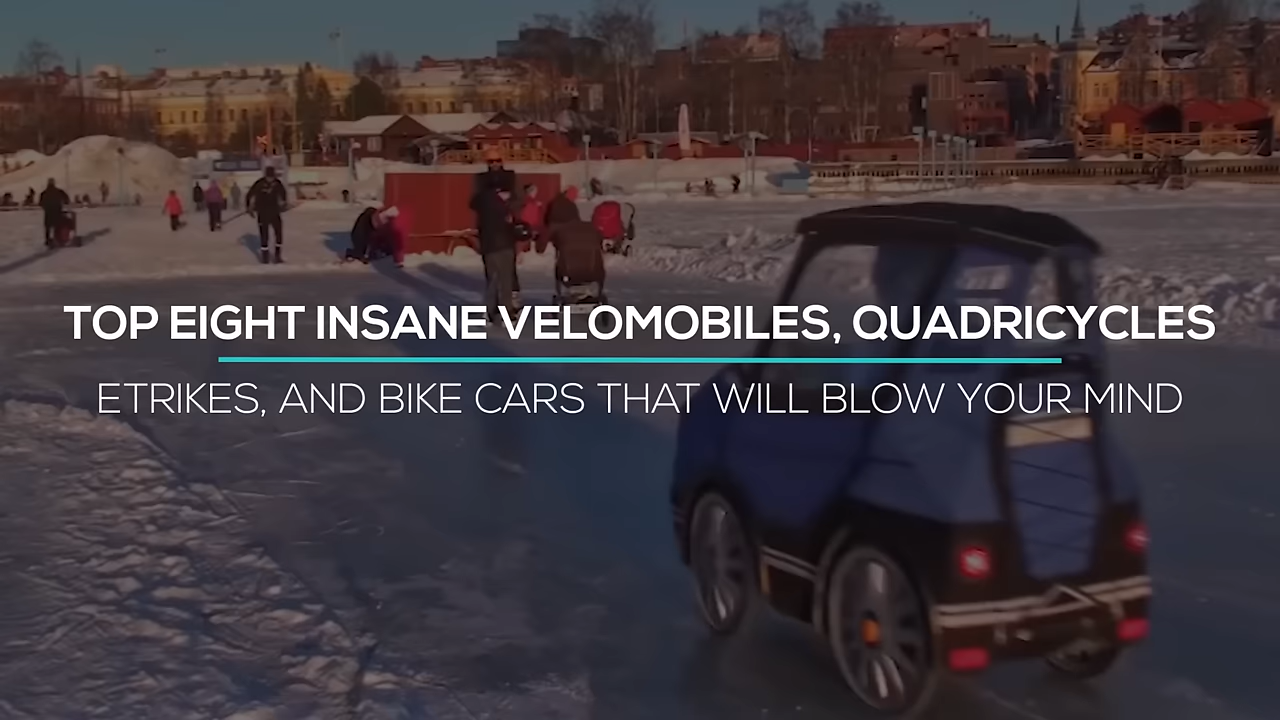 TOP EIGHT INSANE VELOMOBILES, QUADRICYCLES
ETRIKES, AND BIKE CARS THAT WILL BLOW YOUR MIND